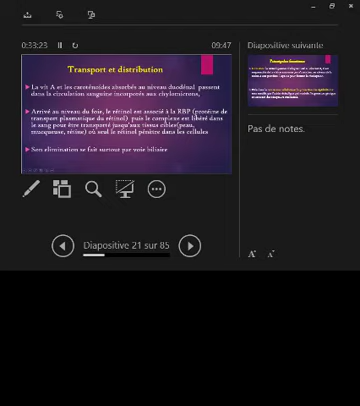 0:33:23
09:47
Diapositive suivante
Transport et distribution
La vit A et les caroténoides absorbés au niveau duodénal passent
dans la circulation sanguine incorporés aux chylomicrons,
Arrivé au niveau du foie, le rétinol est associé à la RBP (protéine de
transport plasmatique du rétinol) puis le complexe est libéré dans
le sang pour être transporté jusqu'aux tissus cibles(peau,
muqueuse, rétine) où seul le rétinol pénètre dans les cellules
Son élimination se fait surtout par voie biliaire
Pas de notes.
Diapositive 21 sur 85
A
A